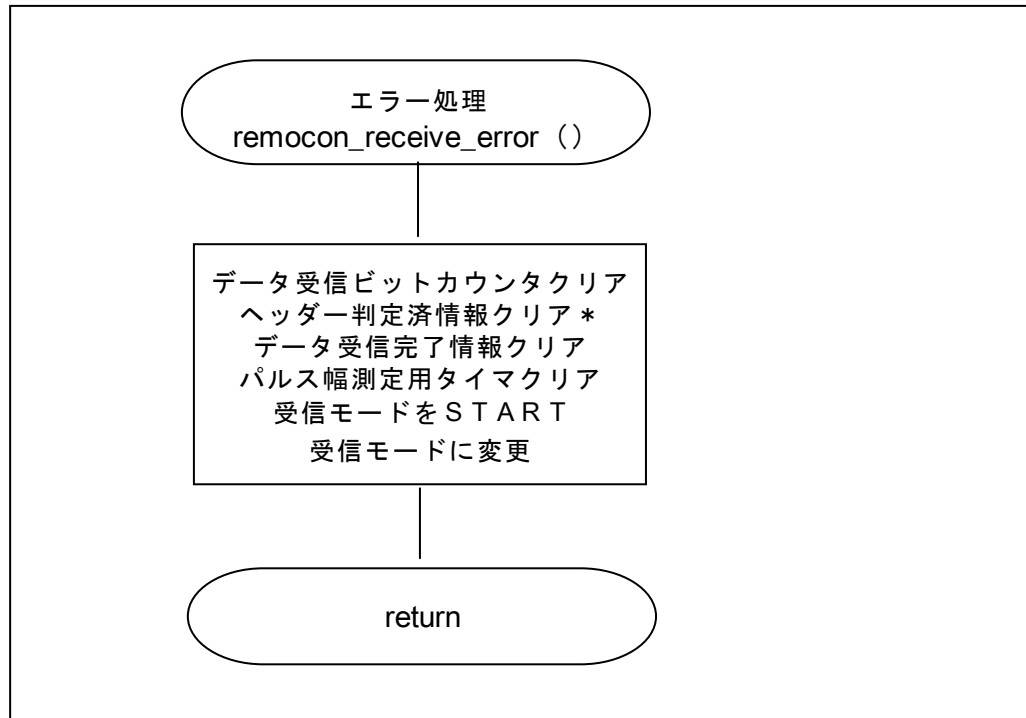 エラー処理
remocon_receive_error（）
データ受信ビットカウンタクリア
ヘッダー判定済情報クリア＊
データ受信完了情報クリア
パルス幅測定用タイマクリア
受信モードをＳＴＡＲＴ
受信モードに変更
return